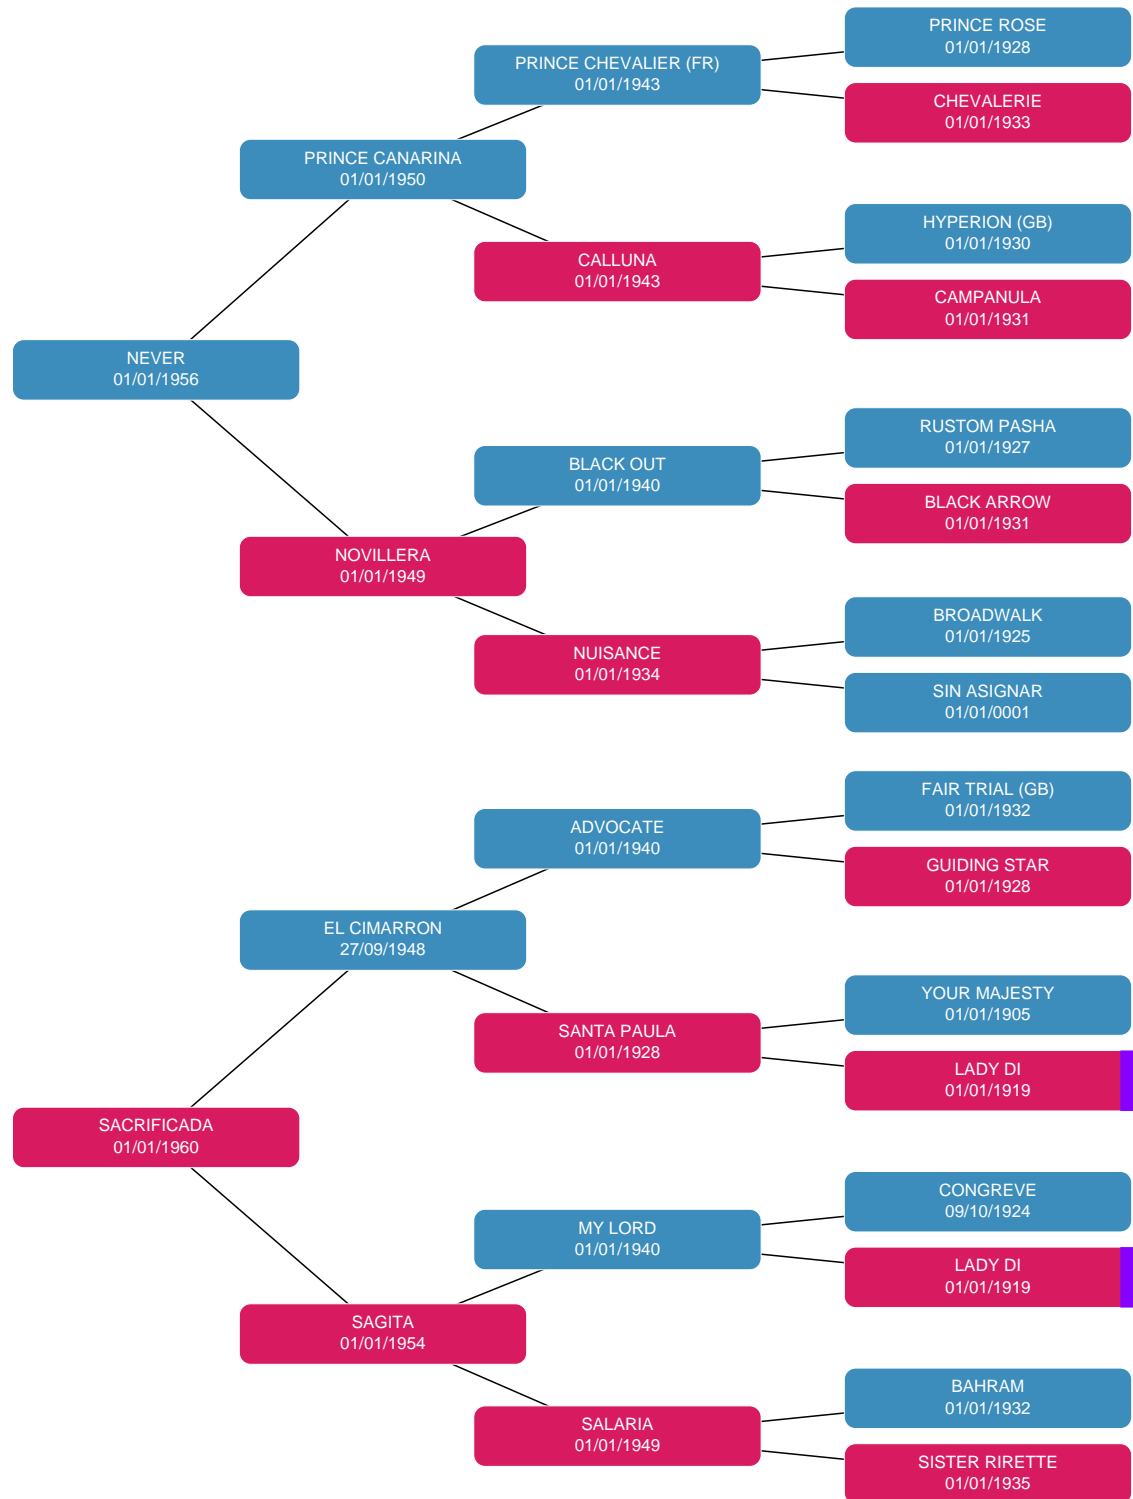 PRINCE ROSE
01/01/1928
PRINCE CHEVALIER (FR)
01/01/1943
CHEVALERIE
01/01/1933
PRINCE CANARINA
01/01/1950
HYPERION (GB)
01/01/1930
CALLUNA
01/01/1943
CAMPANULA
01/01/1931
NEVER
01/01/1956
RUSTOM PASHA
01/01/1927
BLACK OUT
01/01/1940
BLACK ARROW
01/01/1931
NOVILLERA
01/01/1949
BROADWALK
01/01/1925
NUISANCE
01/01/1934
SIN ASIGNAR
01/01/0001
FAIR TRIAL (GB)
01/01/1932
ADVOCATE
01/01/1940
GUIDING STAR
01/01/1928
EL CIMARRON
27/09/1948
YOUR MAJESTY
01/01/1905
SANTA PAULA
01/01/1928
LADY DI
01/01/1919
SACRIFICADA
01/01/1960
CONGREVE
09/10/1924
MY LORD
01/01/1940
LADY DI
01/01/1919
SAGITA
01/01/1954
BAHRAM
01/01/1932
SALARIA
01/01/1949
SISTER RIRETTE
01/01/1935